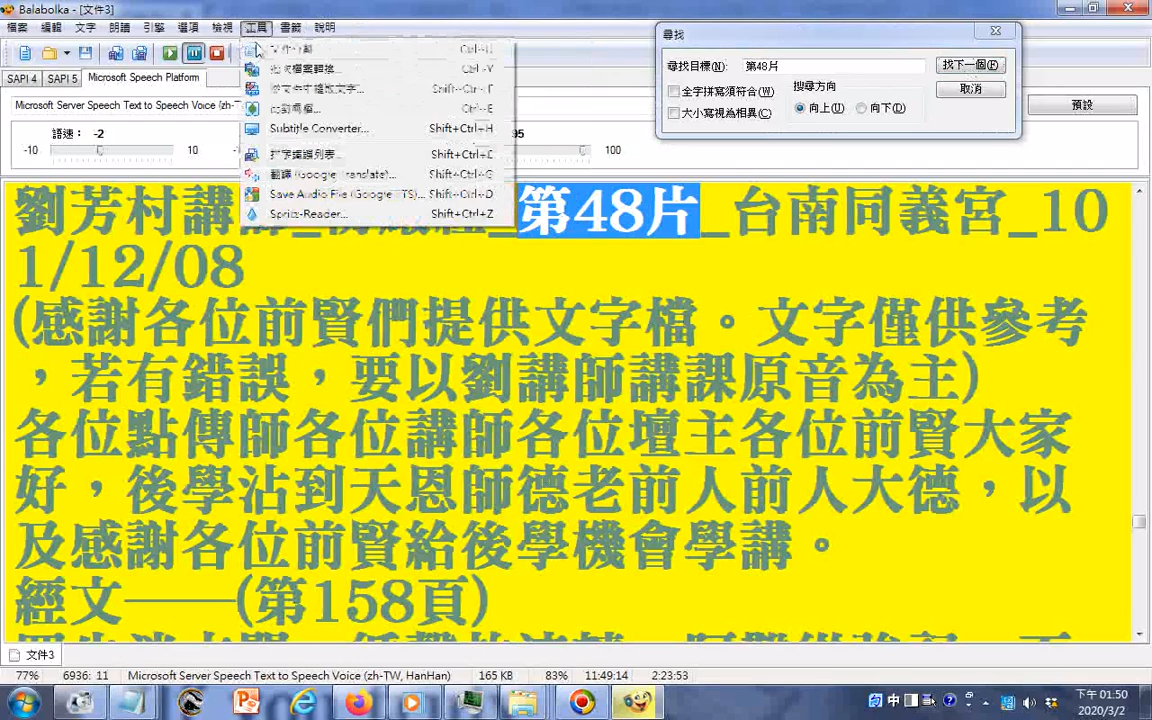 Balabolka - [文件3]
檔案 編輯 文字 朗讀 引擎 選項 檢視 工具 書籤 說明
SAPI 4 SAPI 5 Microsoft Speech Platform
Microsoft Server Speech Text to Speech Voice (zh-T
預設
語速： -2
95
-10 10
100
Subtitle Converter... Shift+Ctrl+H
翻譯 (Google Translate)...
Save Audio File (Google TTS)...
Spritz-Reader... Shift+Ctrl+Z
尋找
尋找目標(N): 第48片 找下一個(F)
全字拼寫須符合(W) 搜尋方向 取消
大小寫視為相異(C) 向上(U) 向下(D)
劉芳村講
第48片_台南同義宮_10
1/12/08
(感謝各位前賢們提供文字檔。文字僅供參考
，若有錯誤，要以劉講師講課原音為主)
各位點傳師各位講師各位壇主各位前賢大家
好，後學沾到天恩師德老前人前人大德，以
及感謝各位前賢給後學機會學講。
經文——(第158頁)
文件3
77% 6936: 11 Microsoft Server Speech Text to Speech Voice (zh-TW, HanHan) 165 KB 83% 11:49:14 2:23:53
中
下午 01:50
2020/3/2